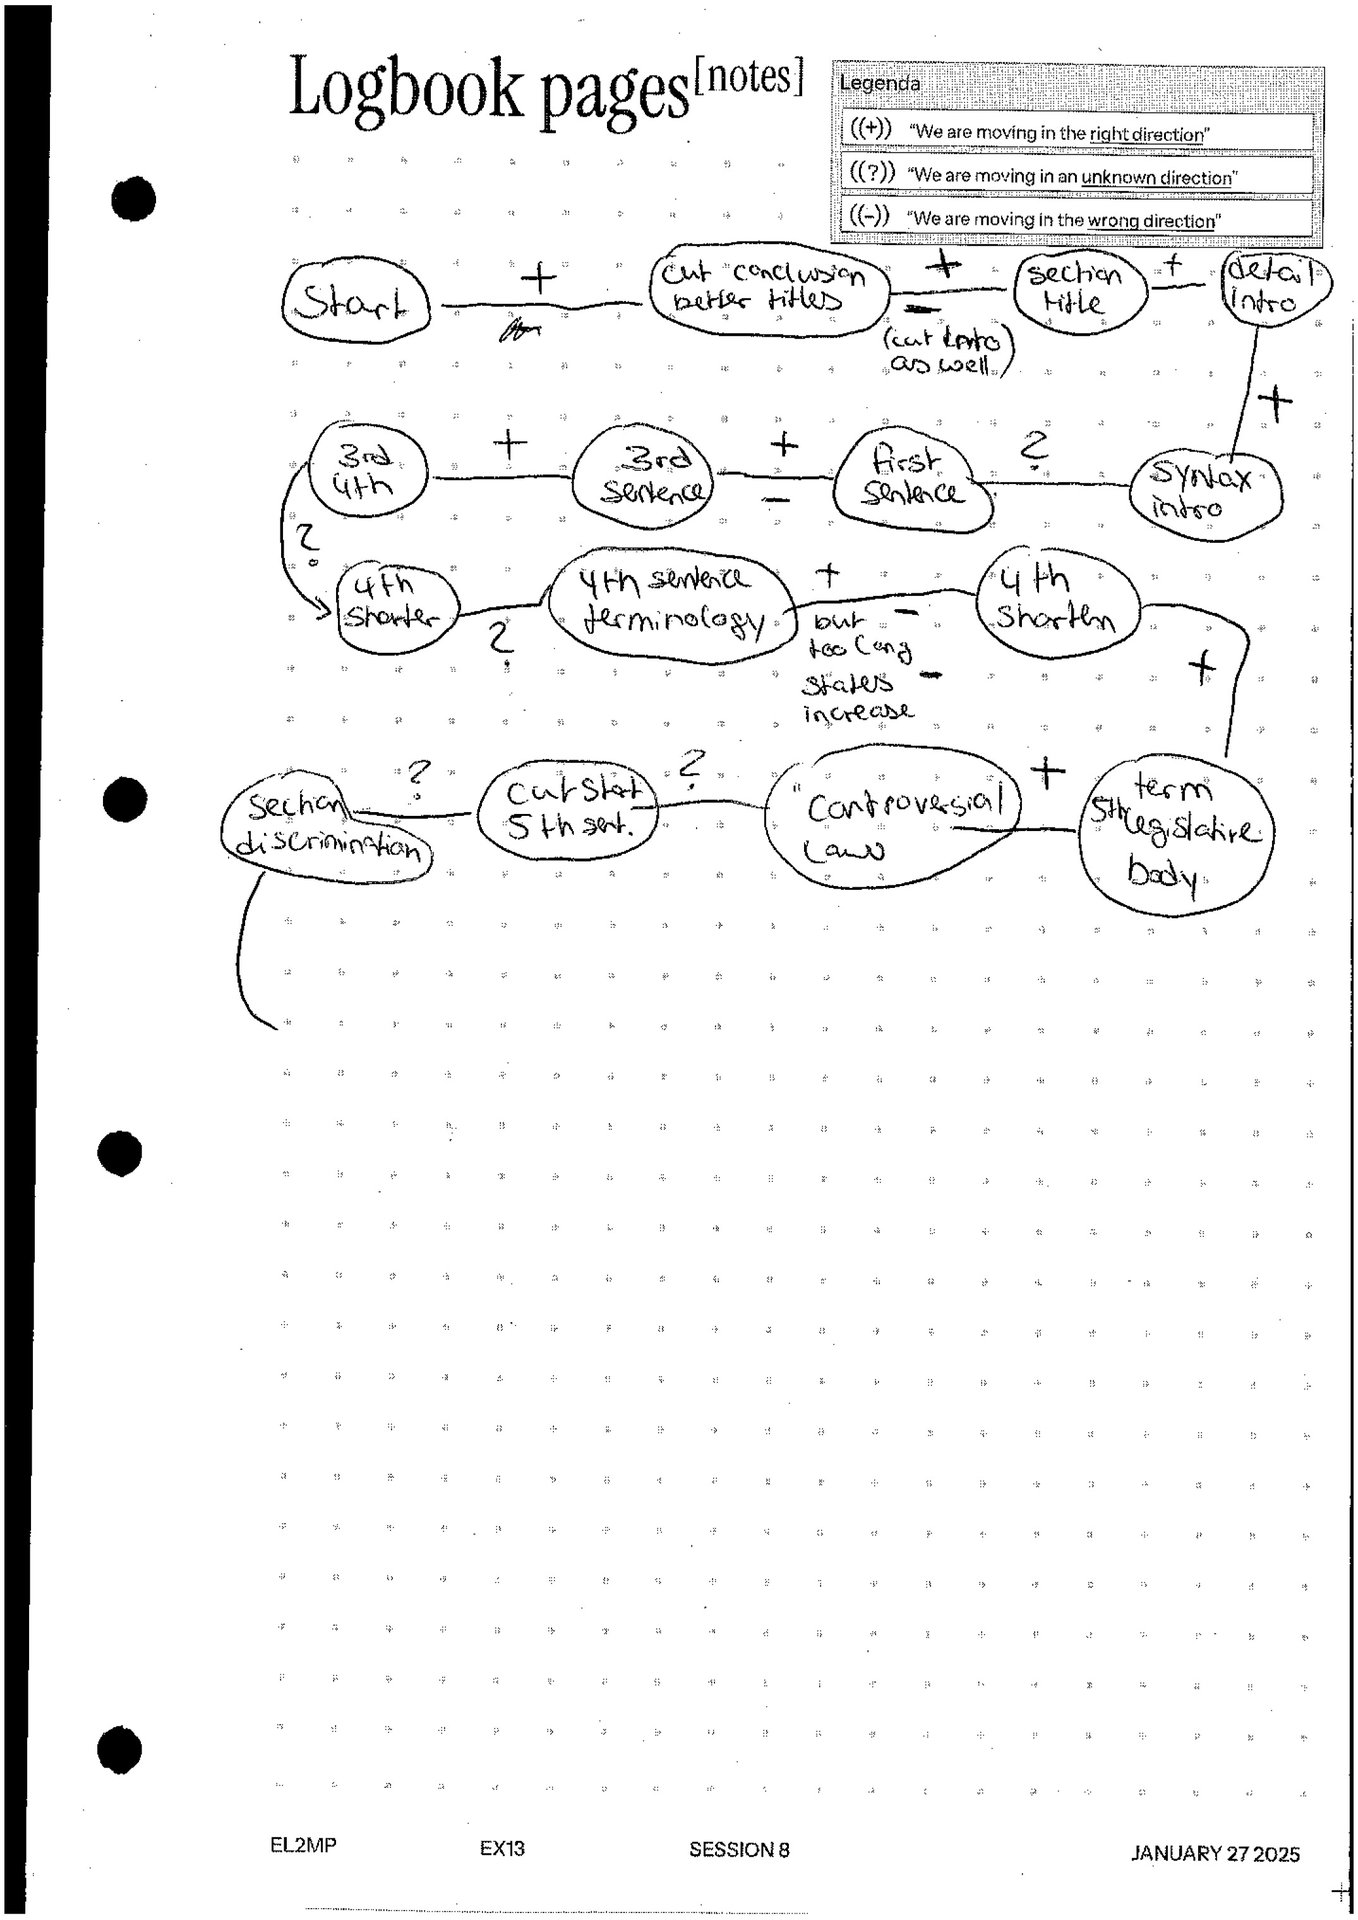 Logbook pages[notes]
Legenda
((+)) "We are moving in the right direction"
((?)) "We are moving in an unknown direction"
((-)) "We are moving in the wrong direction"
Start
+
cut conclusion
better titles
+
-
(cut intro
as well)
section
title
+
detail
intro
+
syntax
intro
?
first
sentence
+
-
3rd
sentence
+
3rd
4th
?
4th
shorter
?
4th sentence
terminology
+
-
but
too long
-
states
increase
4th
shorten
+
term
5th legislative
body
+
"controversial
laws
?
cut start
5th sent.
?
section
discrimination
EL2MP EX13 SESSION 8 JANUARY 27 2025